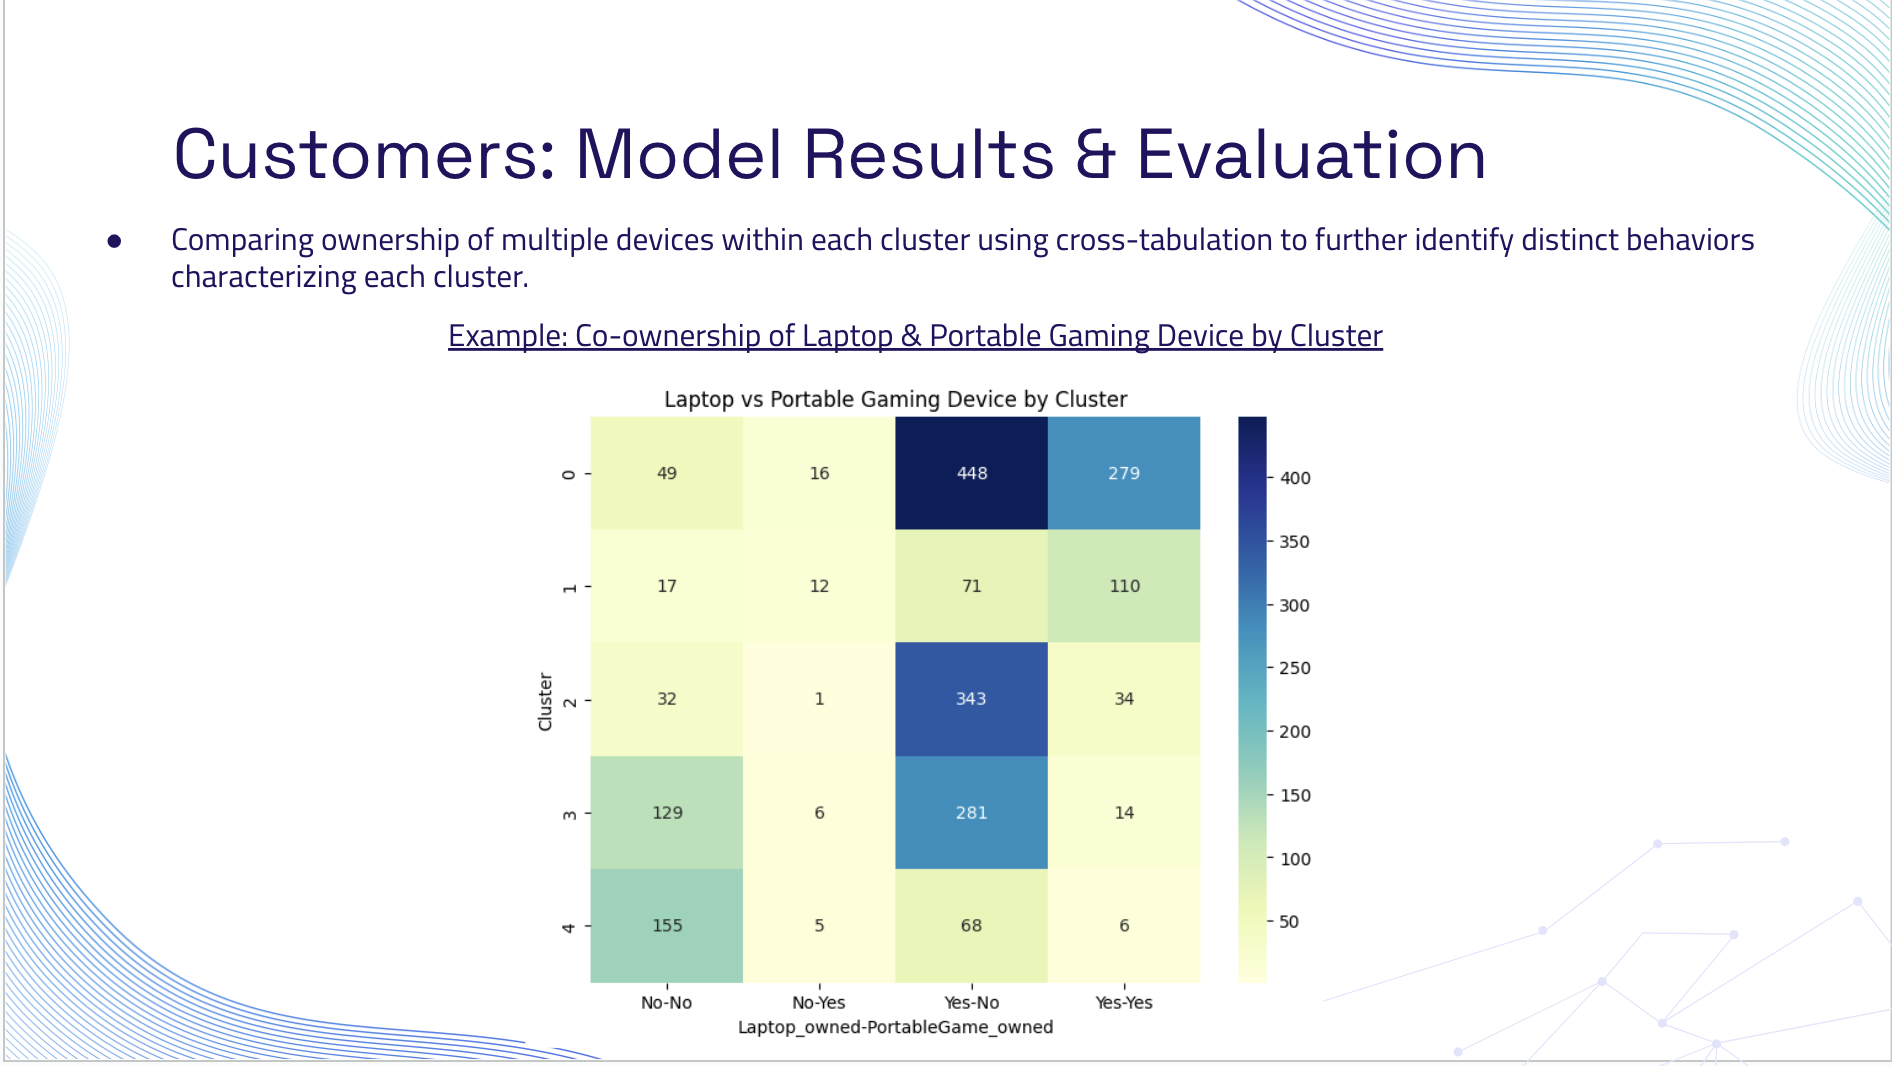 Customers: Model Results & Evaluation
● Comparing ownership of multiple devices within each cluster using cross-tabulation to further identify distinct behaviors
characterizing each cluster.
Example: Co-ownership of Laptop & Portable Gaming Device by Cluster
Laptop vs Portable Gaming Device by Cluster
0 49 16 448 279
1 17 12 71 110
2 32 1 343 34
3 129 6 281 14
4 155 5 68 6
Cluster
No-No No-Yes Yes-No Yes-Yes
Laptop_owned-PortableGame_owned
400
350
300
250
200
150
100
50